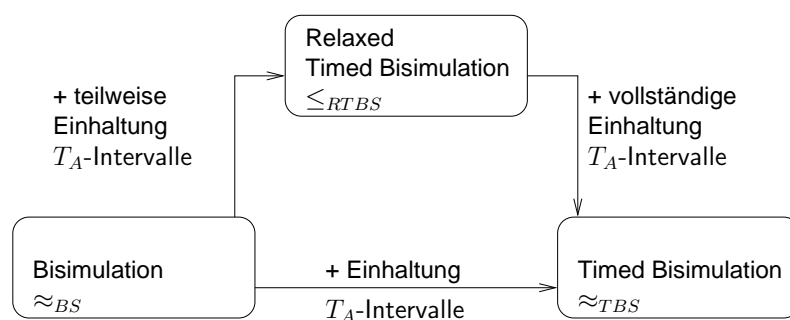 Relaxed
Timed Bisimulation
≤RTBS
+ teilweise
Einhaltung
TA-Intervalle
+ vollständige
Einhaltung
TA-Intervalle
Bisimulation
≈BS
+ Einhaltung
TA-Intervalle
Timed Bisimulation
≈TBS